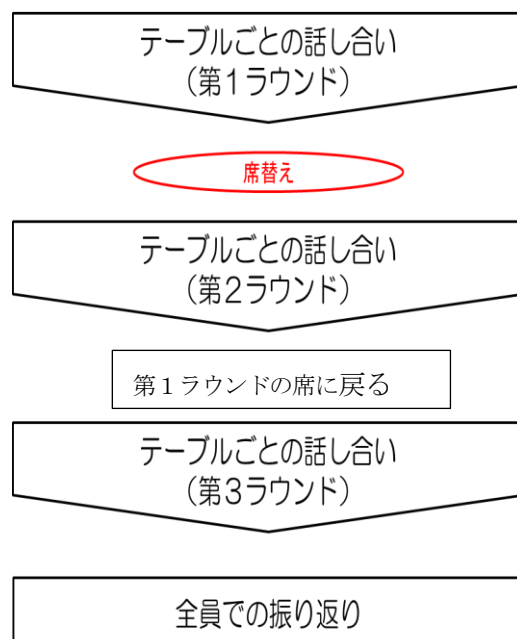 テーブルごとの話し合い
（第1ラウンド）
席替え
テーブルごとの話し合い
（第2ラウンド）
第１ラウンドの席に戻る
テーブルごとの話し合い
（第3ラウンド）
全員での振り返り